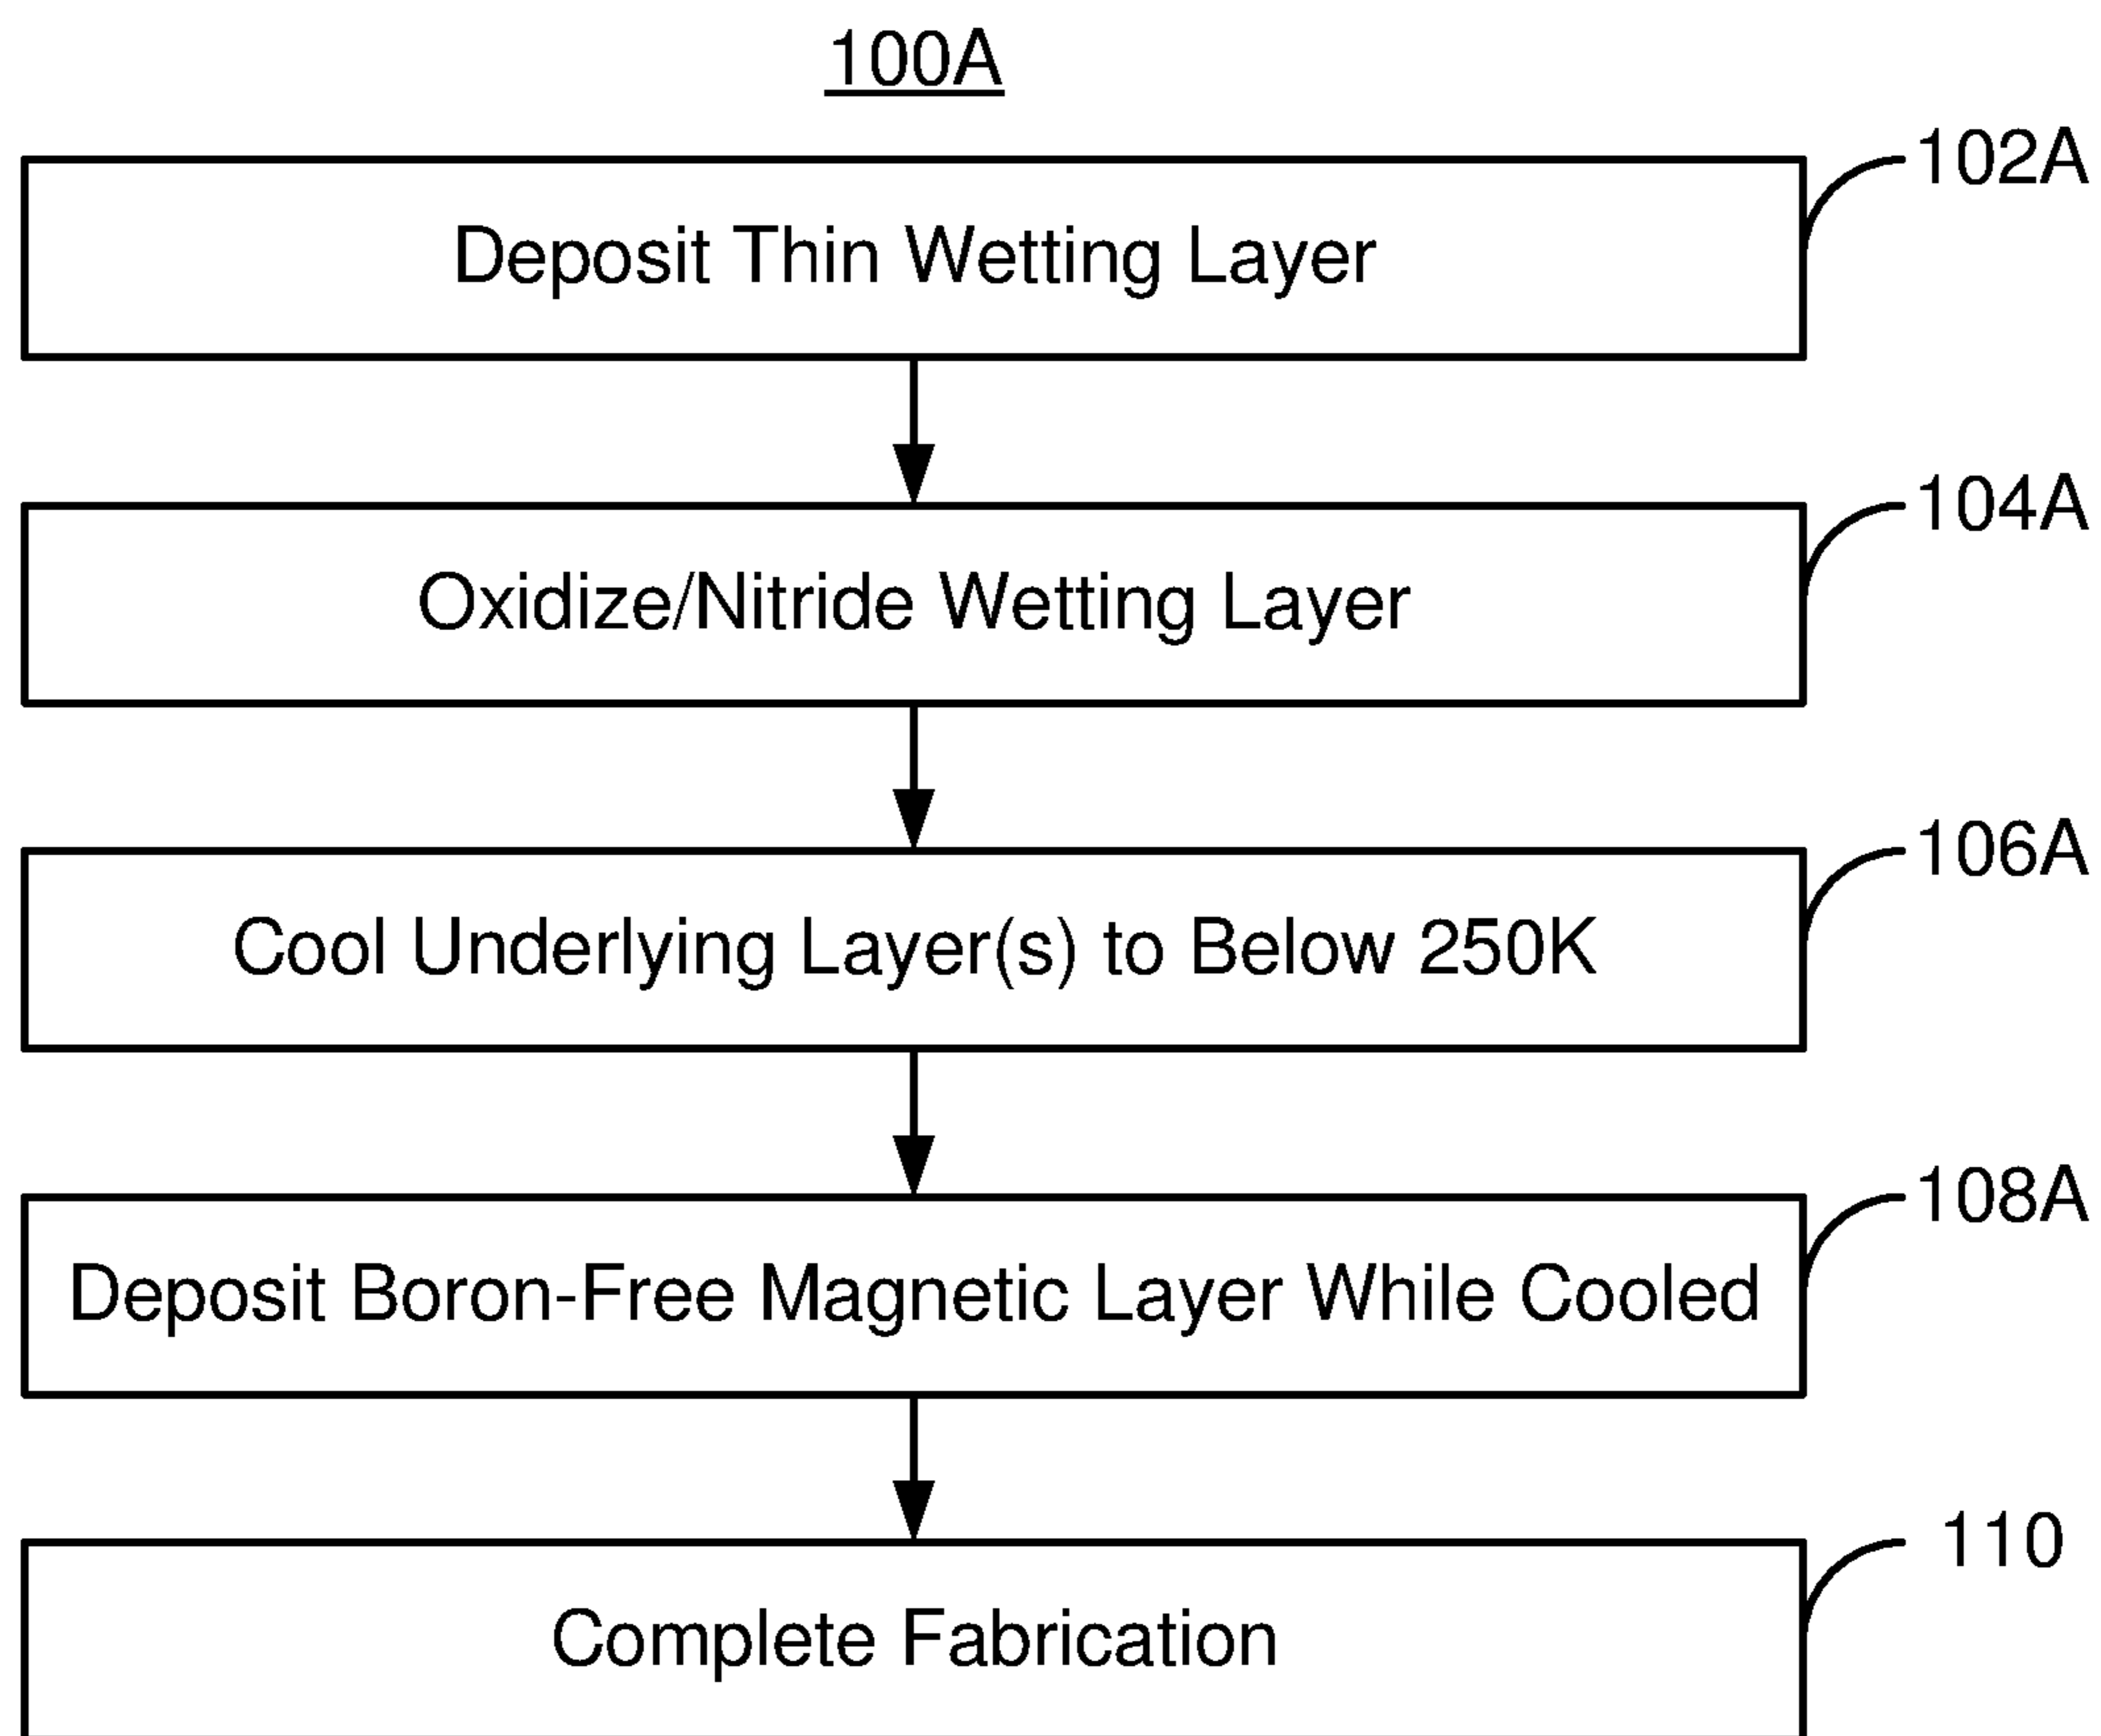 100A
102A
Deposit Thin Wetting Layer
104A
Oxidize/Nitride Wetting Layer
106A
Cool Underlying Layer(s) to Below 250K
108A
Deposit Boron-Free Magnetic Layer While Cooled
110
Complete Fabrication